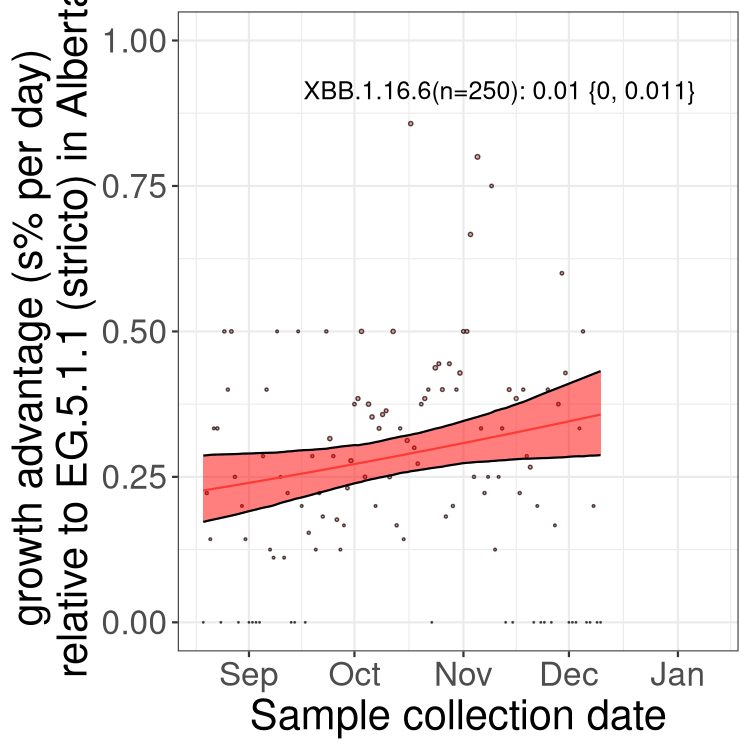 growth advantage (s% per day)
relative to EG.5.1.1 (stricto) in Alberta
1.00
0.75
0.50
0.25
0.00
XBB.1.16.6(n=250): 0.01 {0, 0.011}
Sep Oct Nov Dec Jan
Sample collection date